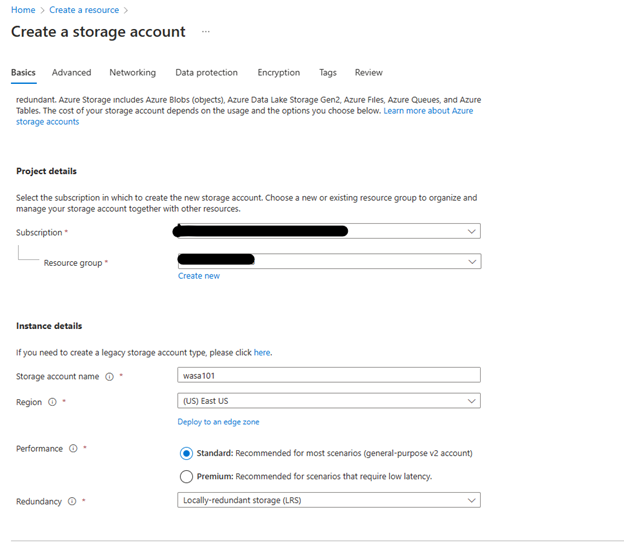 Home > Create a resource >
Create a storage account ...
Basics Advanced Networking Data protection Encryption Tags Review
redundant. Azure Storage includes Azure Blobs (objects), Azure Data Lake Storage Gen2, Azure Files, Azure Queues, and Azure
Tables. The cost of your storage account depends on the usage and the options you choose below. Learn more about Azure
storage accounts
Project details
Select the subscription in which to create the new storage account. Choose a new or existing resource group to organize and
manage your storage account together with other resources.
Subscription *
Resource group *
Create new
Instance details
If you need to create a legacy storage account type, please click here.
Storage account name * wasa101
Region * (US) East US
Deploy to an edge zone
Performance * Standard: Recommended for most scenarios (general-purpose v2 account)
Premium: Recommended for scenarios that require low latency.
Redundancy * Locally-redundant storage (LRS)